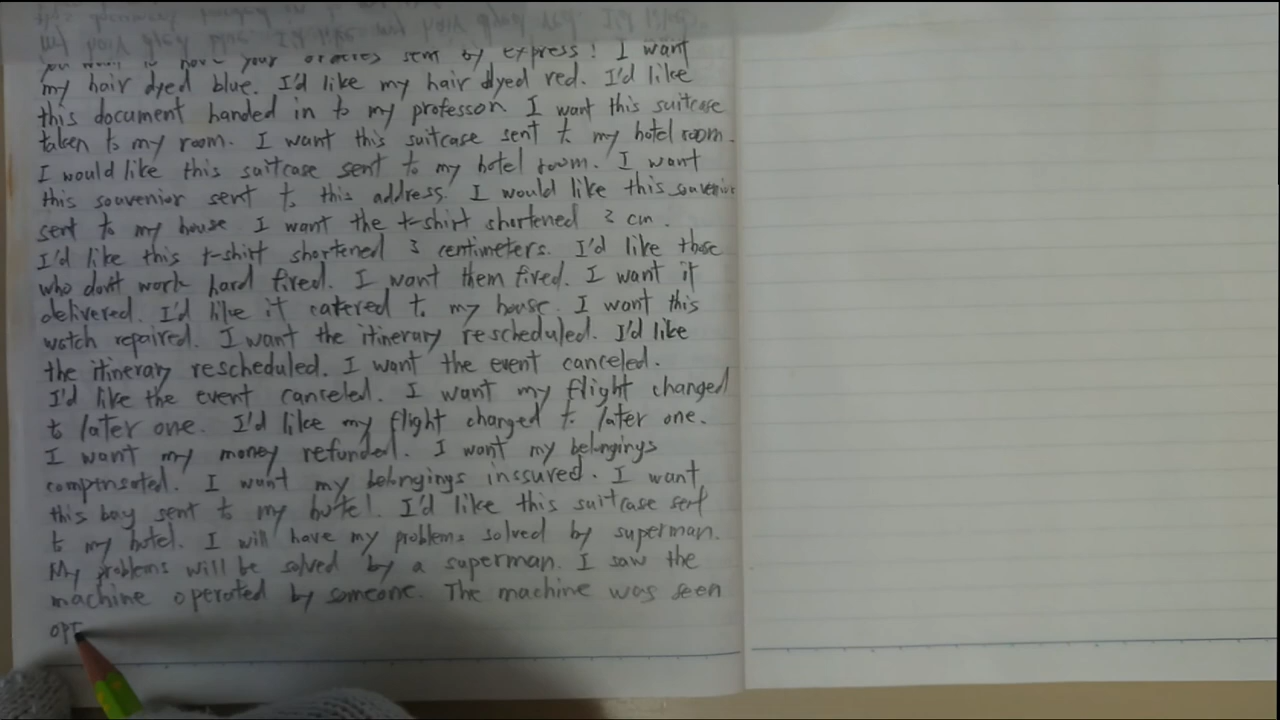 you want to have your orders sent by express! I want
my hair dyed blue. I'd like my hair dyed red. I'd like
this document handed in to my professor I want this suitcase
taken to my room. I want this suitcase sent to my hotel room.
I would like this suitcase sent to my hotel room. I want
this souvenior sent to this address. I would like this souvenior
sent to my house I want the t-shirt shortened 3 cm.
I'd like this t-shirt shortened 3 centimeters. I'd like those
who don't work hard fired. I want them fired. I want it
delivered. I'd like it catered to my house. I want this
watch repaired. I want the itinerary rescheduled. I'd like
the itinerary rescheduled. I want the event canceled.
I'd like the event canceled. I want my flight changed
to later one. I'd like my flight changed to later one.
I want my money refunded. I want my belongings
compensated. I want my belongings inssured. I want
this bag sent to my hotel. I'd like this suitcase sent
to my hotel. I will have my problems solved by superman.
My problems will be solved by a superman. I saw the
machine operated by someone. The machine was seen
ope